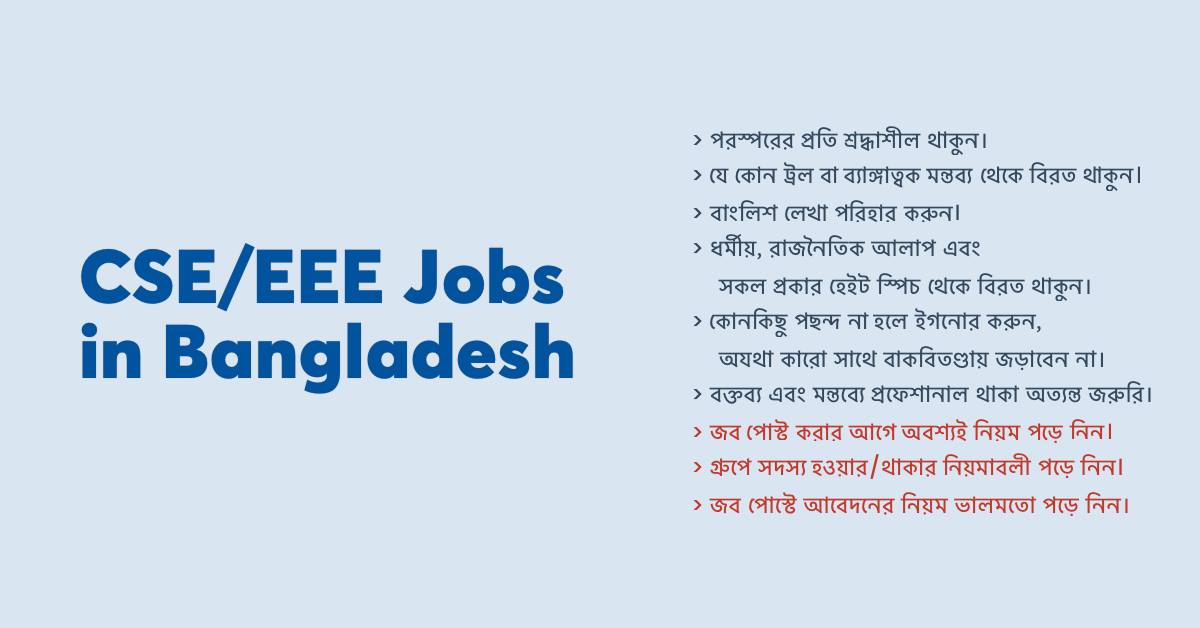 CSE/EEE Jobs
in Bangladesh
> পরস্পরের প্রতি শ্রদ্ধাশীল থাকুন।
> যে কোন ট্রল বা ব্যাঙ্গাত্বক মন্তব্য থেকে বিরত থাকুন।
> বাংলিশ লেখা পরিহার করুন।
> ধর্মীয়, রাজনৈতিক আলাপ এবং
সকল প্রকার হেইট স্পিচ থেকে বিরত থাকুন।
> কোনকিছু পছন্দ না হলে ইগনোর করুন,
অযথা কারো সাথে বাকবিতণ্ডায় জড়াবেন না।
> বক্তব্য এবং মন্তব্যে প্রফেশানাল থাকা অত্যন্ত জরুরি।
> জব পোস্ট করার আগে অবশ্যই নিয়ম পড়ে নিন।
> গ্রুপে সদস্য হওয়ার/থাকার নিয়মাবলী পড়ে নিন।
> জব পোস্টে আবেদনের নিয়ম ভালমতো পড়ে নিন।